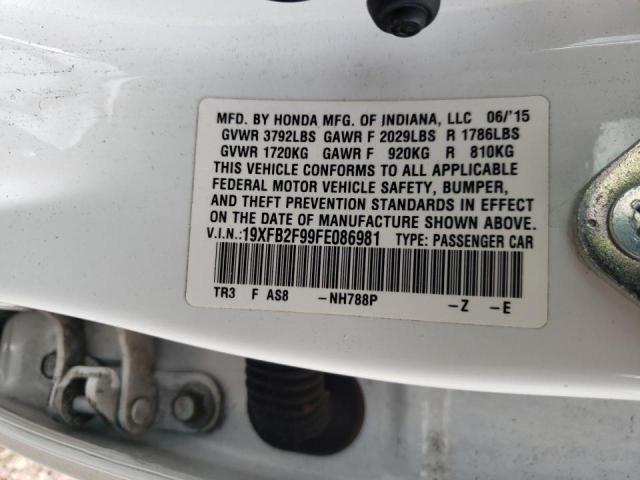 MFD. BY HONDA MFG. OF INDIANA, LLC 06/'15
GVWR 3792LBS GAWR F 2029LBS R 1786LBS
GVWR 1720KG GAWR F 920KG R 810KG
THIS VEHICLE CONFORMS TO ALL APPLICABLE
FEDERAL MOTOR VEHICLE SAFETY, BUMPER,
AND THEFT PREVENTION STANDARDS IN EFFECT
ON THE DATE OF MANUFACTURE SHOWN ABOVE.
V.I.N.:19XFB2F99FE086981 TYPE: PASSENGER CAR
TR3 F AS8 -NH788P -Z -E